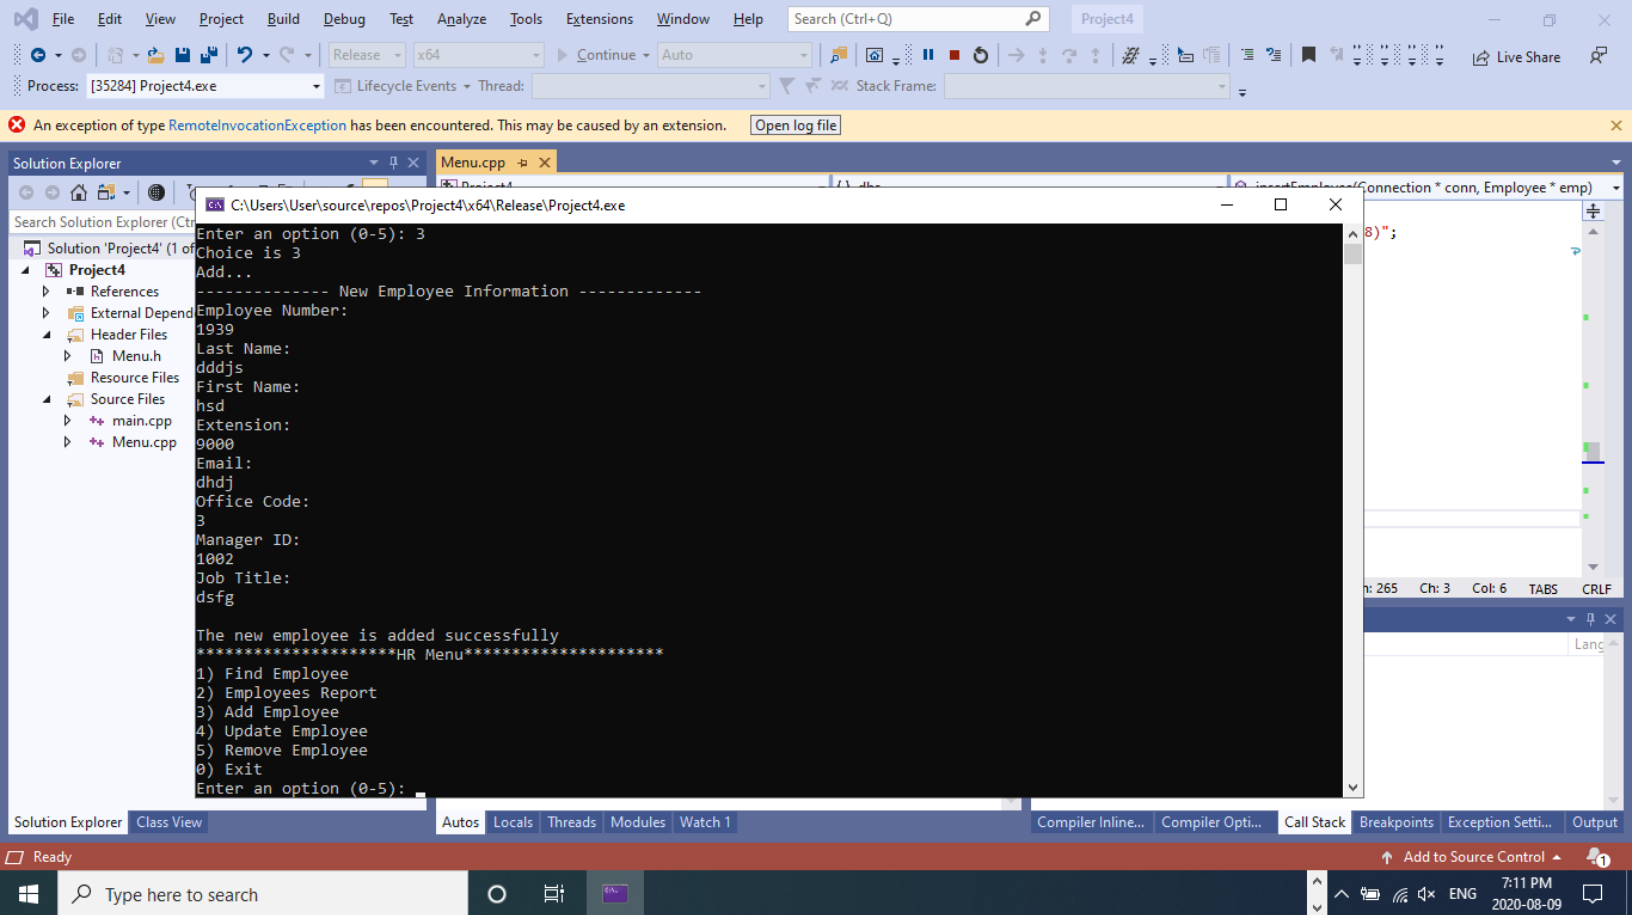 File Edit View Project Build Debug Test Analyze Tools Extensions Window Help Search (Ctrl+Q) Project4
Release x64 Continue Auto Live Share
Process: [35284] Project4.exe Lifecycle Events Thread: Stack Frame:
An exception of type RemoteInvocationException has been encountered. This may be caused by an extension. Open log file
Solution Explorer
Menu.cpp
Project4 dbs insertEmployee(Connection * conn, Employee * emp)
Search Solution Explorer (Ctr
Solution 'Project4' (1 of
Project4
References
External Depend
Header Files
Menu.h
Resource Files
Source Files
main.cpp
Menu.cpp
C:\Users\User\source\repos\Project4\x64\Release\Project4.exe
Enter an option (0-5): 3
Choice is 3
Add...
-------------- New Employee Information -------------
Employee Number:
1939
Last Name:
dddjs
First Name:
hsd
Extension:
9000
Email:
dhdj
Office Code:
3
Manager ID:
1002
Job Title:
dsfg
The new employee is added successfully
*********************HR Menu*********************
1) Find Employee
2) Employees Report
3) Add Employee
4) Update Employee
5) Remove Employee
0) Exit
Enter an option (0-5):
8)";
n: 265 Ch: 3 Col: 6 TABS CRLF
Lang
Solution Explorer Class View
Autos Locals Threads Modules Watch 1
Compiler Inline... Compiler Opti... Call Stack Breakpoints Exception Setti... Output
Ready
Add to Source Control 1
Type here to search
ENG
7:11 PM
2020-08-09